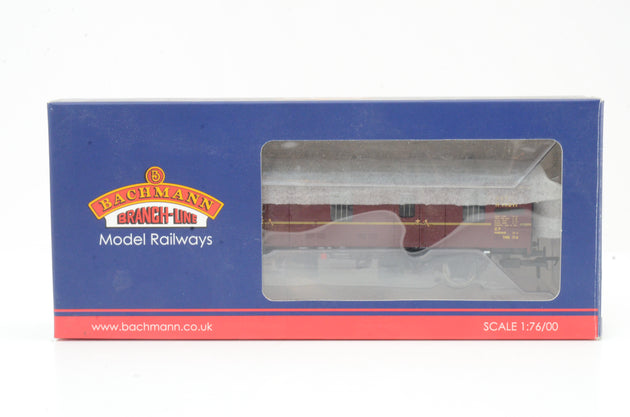 BACHMANN
BRANCH-LINE
Model Railways
www.bachmann.co.uk
SCALE 1:76/00